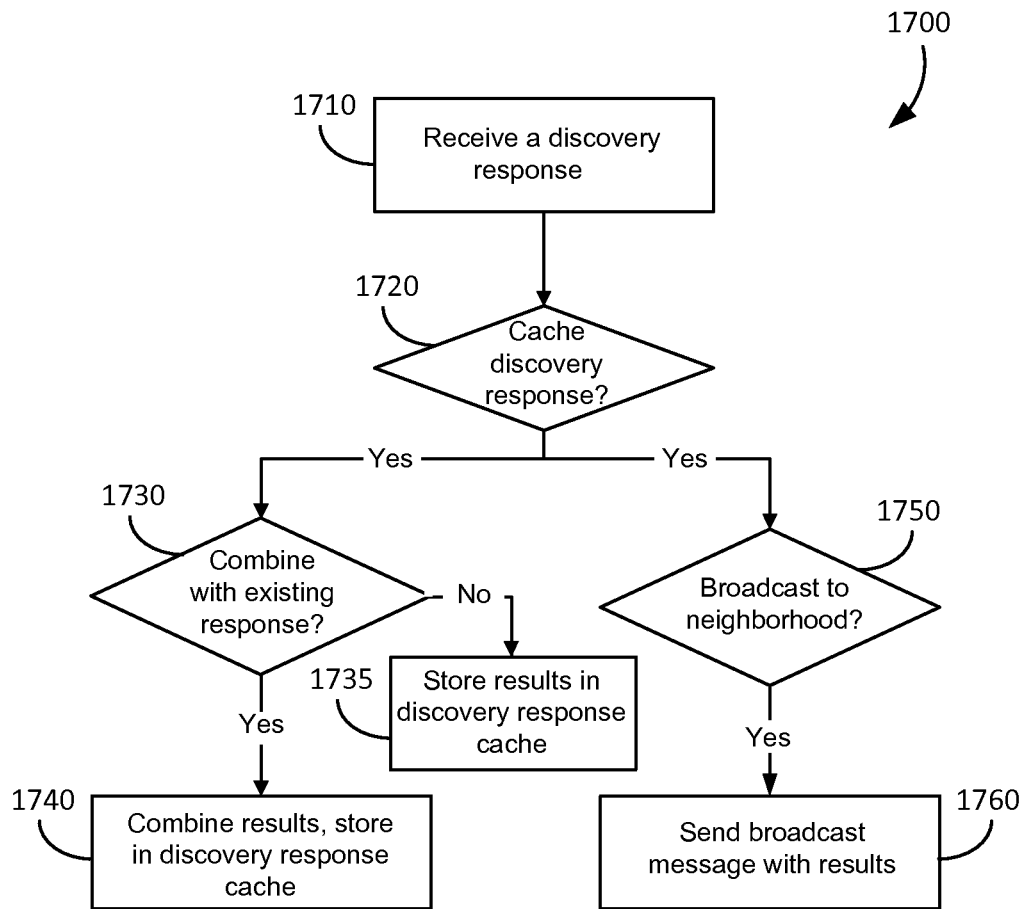 1700
1710
Receive a discovery
response
1720
Cache
discovery
response?
Yes
Yes
1730
Combine
with existing
response?
No
1750
Broadcast to
neighborhood?
1735
Store results in
discovery response
cache
Yes
Yes
1740
Combine results, store
in discovery response
cache
1760
Send broadcast
message with results